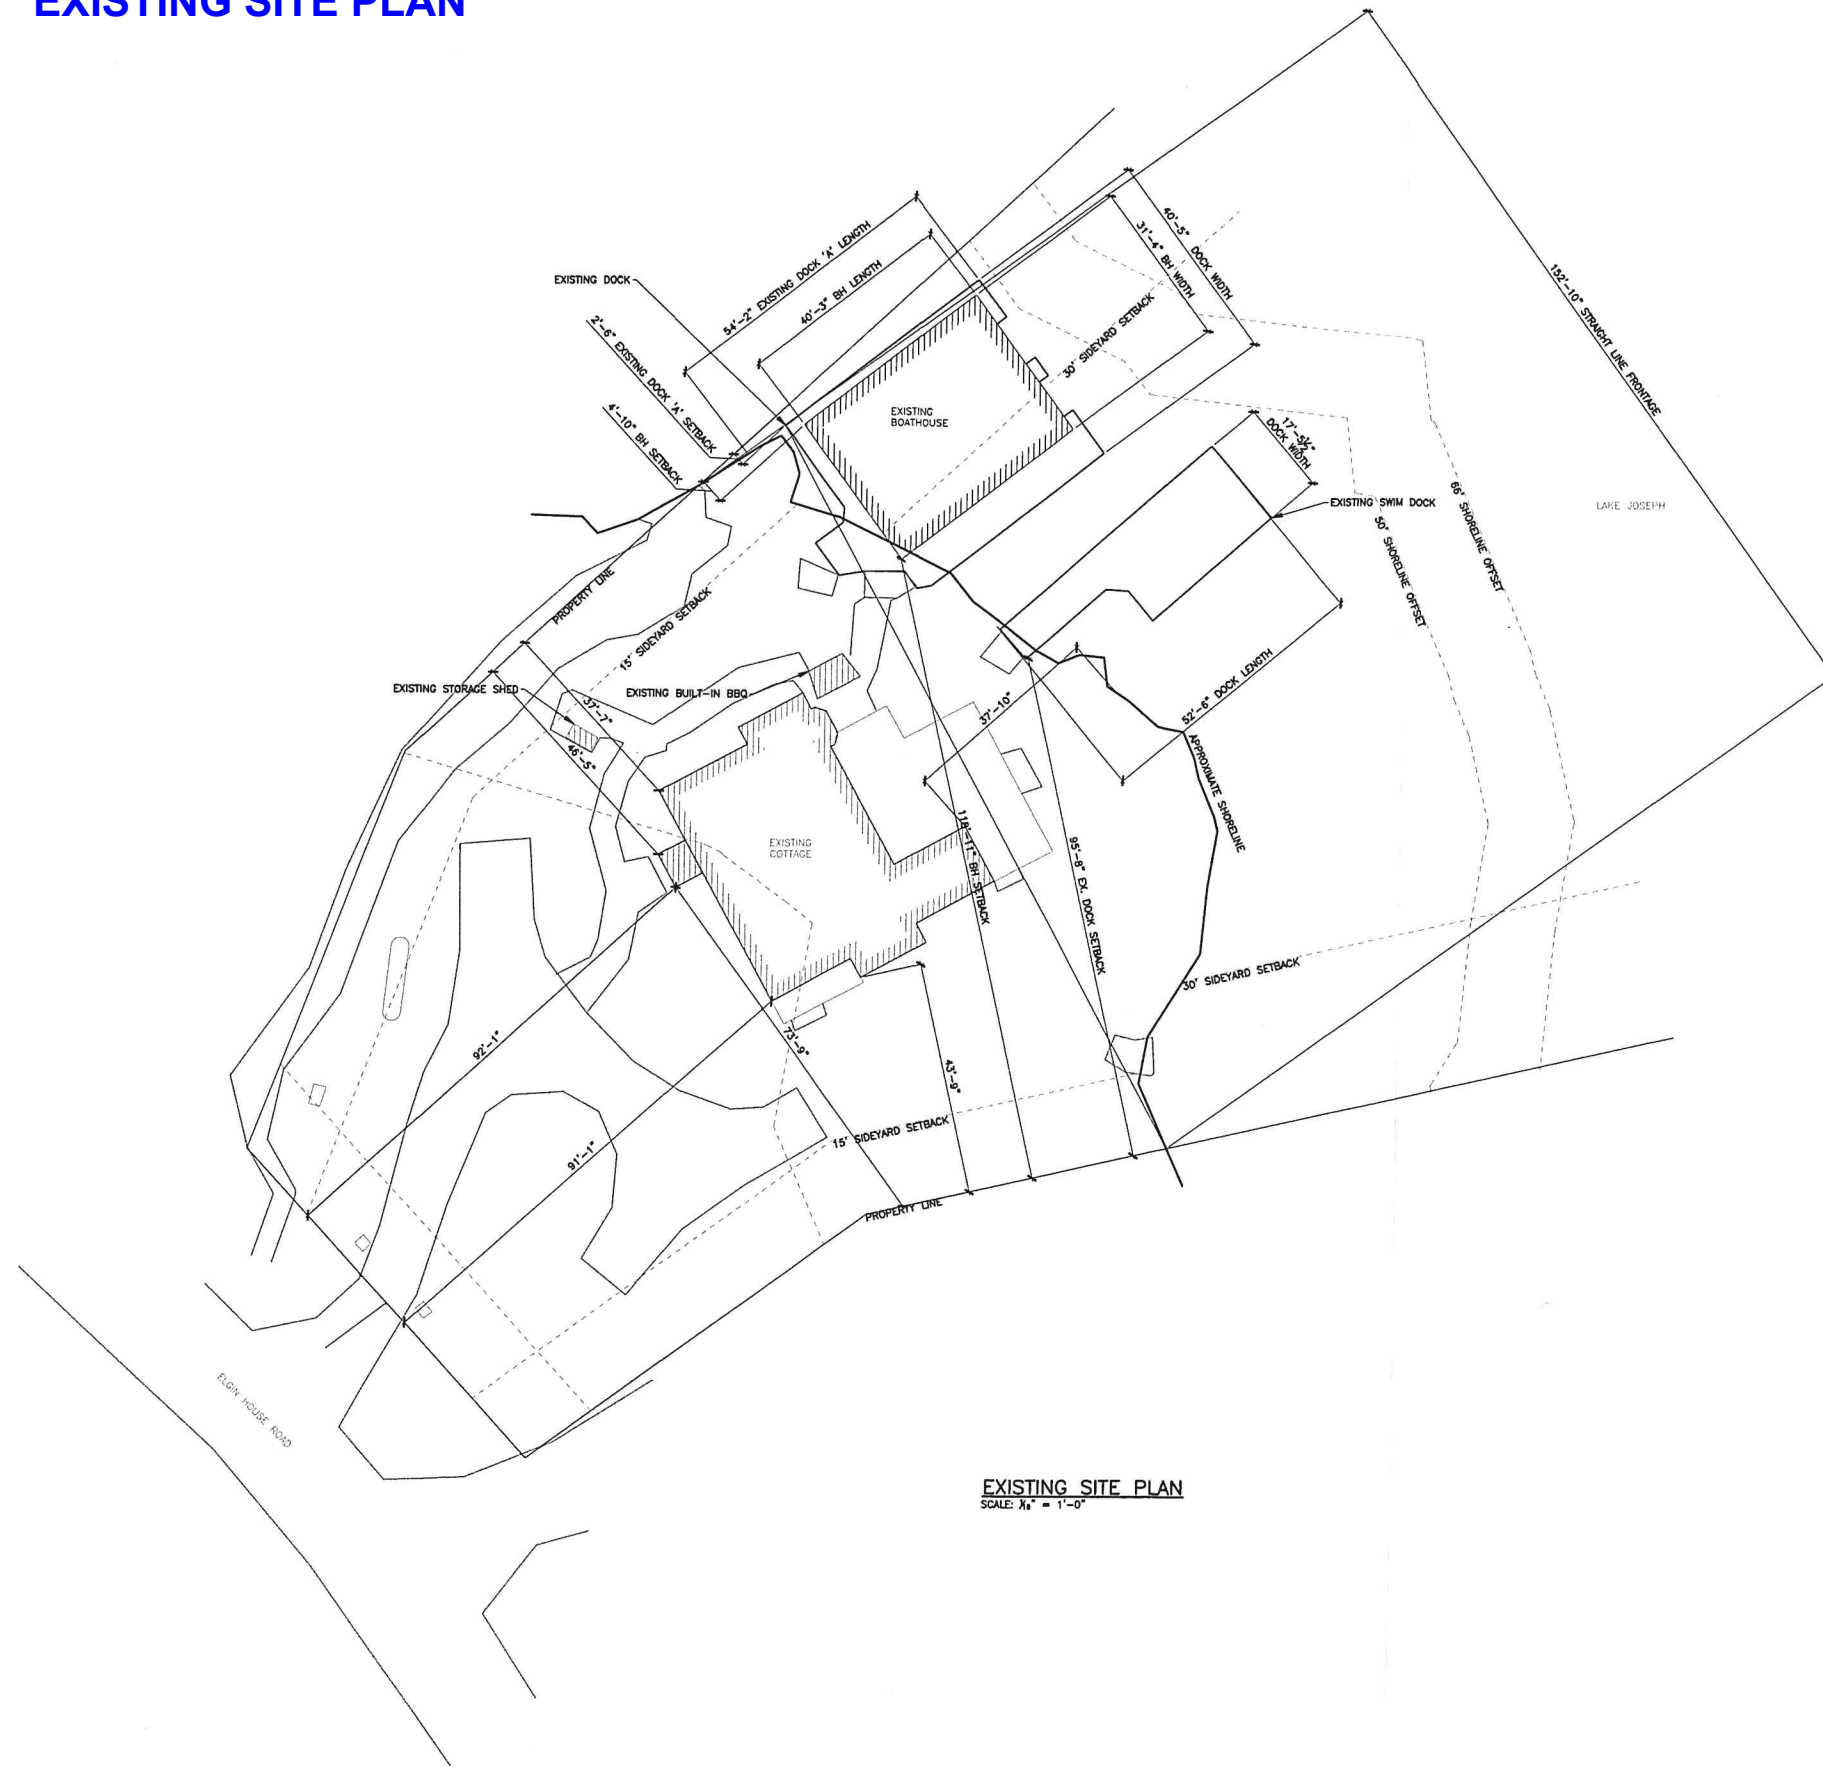 EXISTING SITE PLAN
EXISTING DOCK
54'-2" EXISTING DOCK 'A' LENGTH
40'-3" BH LENGTH
2'-6" EXISTING DOCK 'A' SETBACK
4'-10" BH SETBACK
40'-5" DOCK WIDTH
31'-4" BH WIDTH
30' SIDEYARD SETBACK
152'-10" STRAIGHT LINE FRONTAGE
EXISTING
BOATHOUSE
17'-5½"
DOCK WIDTH
EXISTING SWIM DOCK
66' SHORELINE OFFSET
50' SHORELINE OFFSET
LAKE JOSEPH
PROPERTY LINE
15' SIDEYARD SETBACK
EXISTING STORAGE SHED
EXISTING BUILT-IN BBQ
37'-7"
46'-5"
37'-10"
52'-6" DOCK LENGTH
APPROXIMATE SHORELINE
EXISTING
COTTAGE
118'-11" BH SETBACK
95'-8" EX. DOCK SETBACK
30' SIDEYARD SETBACK
92'-1"
73'-9"
43'-9"
91'-1"
15' SIDEYARD SETBACK
PROPERTY LINE
ELGIN HOUSE ROAD
EXISTING SITE PLAN
SCALE: 1/16" = 1'-0"